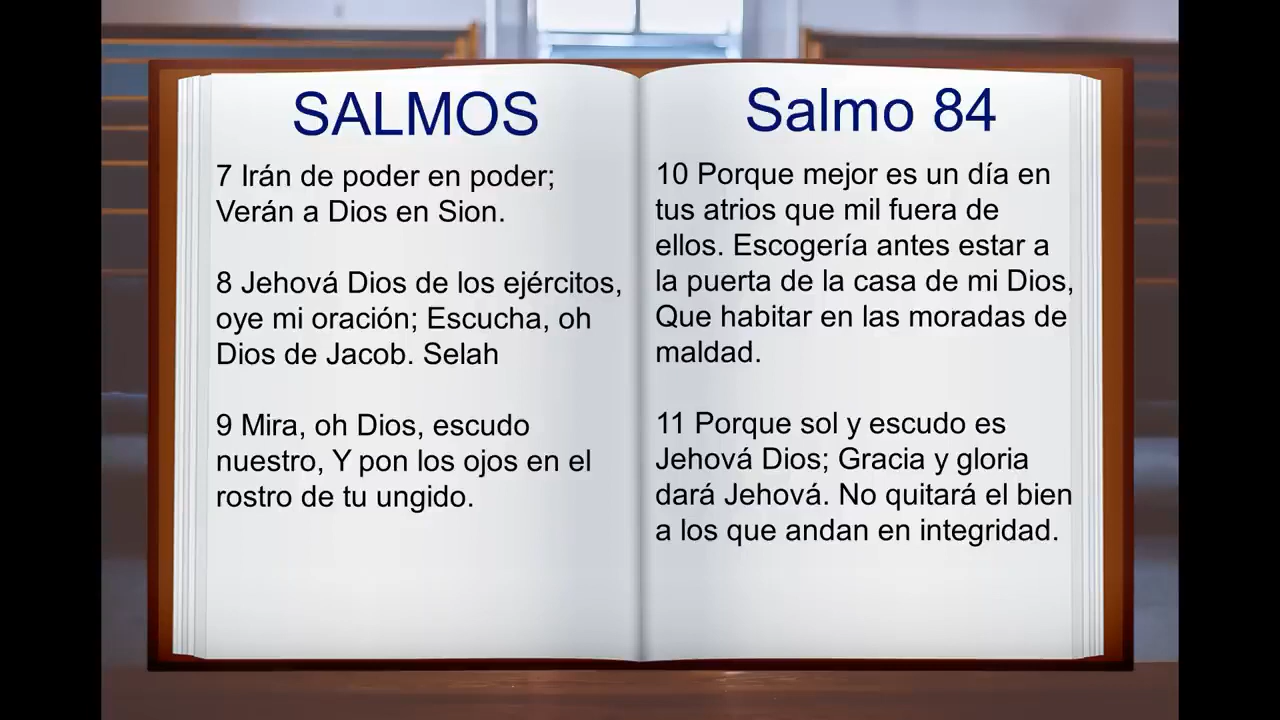 SALMOS
7 Irán de poder en poder;
Verán a Dios en Sion.
8 Jehová Dios de los ejércitos,
oye mi oración; Escucha, oh
Dios de Jacob. Selah
9 Mira, oh Dios, escudo
nuestro, Y pon los ojos en el
rostro de tu ungido.
Salmo 84
10 Porque mejor es un día en
tus atrios que mil fuera de
ellos. Escogería antes estar a
la puerta de la casa de mi Dios,
Que habitar en las moradas de
maldad.
11 Porque sol y escudo es
Jehová Dios; Gracia y gloria
dará Jehová. No quitará el bien
a los que andan en integridad.